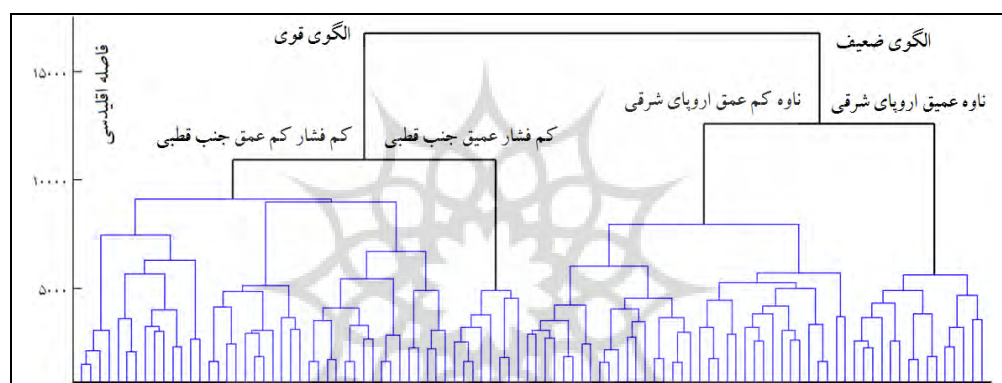 الگوی قوی
الگوی ضعیف
فاصله اقلیدسی
۱۵۰۰۰
ناوه کم عمق اروپای شرقی
ناوه عمیق اروپای شرقی
کم فشار کم عمق جنب قطبی
کم فشار عمیق جنب قطبی
۱۰۰۰۰
۵۰۰۰